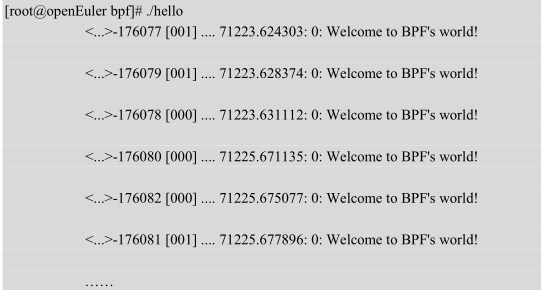 [root@openEuler bpf]# ./hello
<...>-176077 [001] .... 71223.624303: 0: Welcome to BPF's world!
<...>-176079 [001] .... 71223.628374: 0: Welcome to BPF's world!
<...>-176078 [000] .... 71223.631112: 0: Welcome to BPF's world!
<...>-176080 [000] .... 71225.671135: 0: Welcome to BPF's world!
<...>-176082 [000] .... 71225.675077: 0: Welcome to BPF's world!
<...>-176081 [001] .... 71225.677896: 0: Welcome to BPF's world!
……